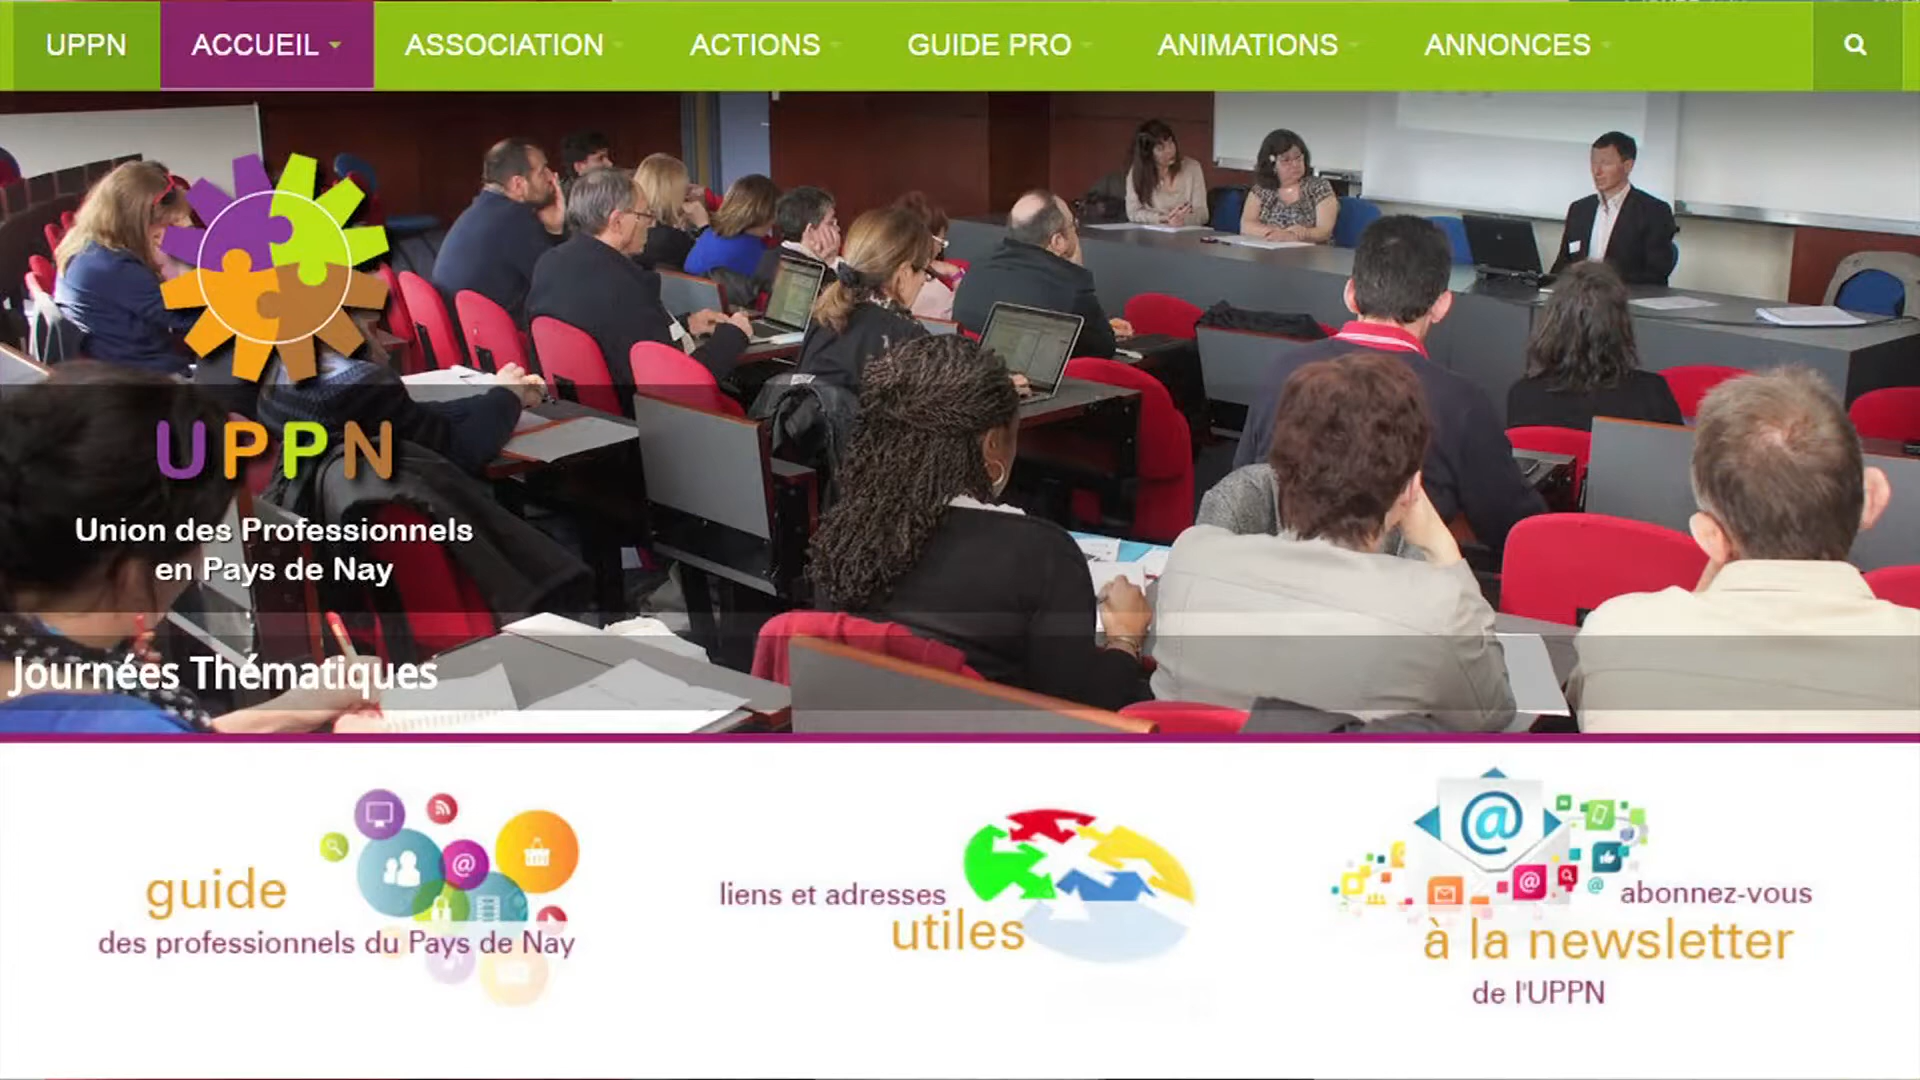 UPPN ACCUEIL ASSOCIATION ACTIONS GUIDE PRO ANIMATIONS ANNONCES
UPPN
Union des Professionnels
en Pays de Nay
Journées Thématiques
guide
des professionnels du Pays de Nay
liens et adresses
utiles
abonnez-vous
à la newsletter
de l'UPPN